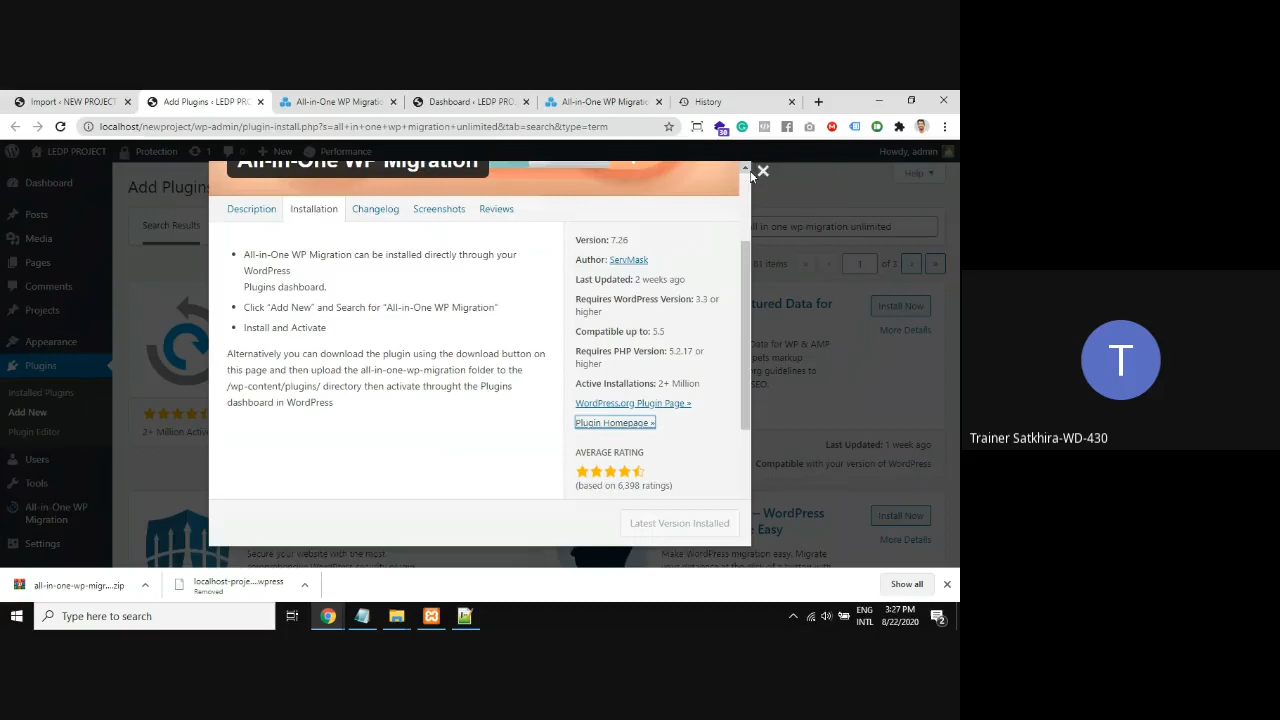 Import ‹ NEW PROJECT
Add Plugins ‹ LEDP PRO
All-in-One WP Migratio
Dashboard ‹ LEDP PRO
All-in-One WP Migratio
History
localhost/newproject/wp-admin/plugin-install.php?s=all+in+one+wp+migration+unlimited&tab=search&type=term
30
LEDP PROJECT
Protection
1
New
Performance
Howdy, admin
Dashboard
Posts
Media
Pages
Comments
Projects
Appearance
Plugins
Installed Plugins
Add New
Plugin Editor
Users
Tools
All-in-One WP
Migration
Settings
Add Plugins
Help
Search Results
ll in one wp migration unlimited
81 items
«
‹
1
of 3
›
»
2+ Million Activ
All-in-One WP Migration
Description
Installation
Changelog
Screenshots
Reviews
All-in-One WP Migration can be installed directly through your
WordPress
Plugins dashboard.
Click “Add New” and Search for “All-in-One WP Migration”
Install and Activate
Alternatively you can download the plugin using the download button on
this page and then upload the all-in-one-wp-migration folder to the
/wp-content/plugins/ directory then activate throught the Plugins
dashboard in WordPress
Version: 7.26
Author: ServMask
Last Updated: 2 weeks ago
Requires WordPress Version: 3.3 or
higher
Compatible up to: 5.5
Requires PHP Version: 5.2.17 or
higher
Active Installations: 2+ Million
WordPress.org Plugin Page »
Plugin Homepage »
AVERAGE RATING
(based on 6,398 ratings)
Latest Version Installed
tured Data for
Install Now
More Details
Data for WP & AMP
pets markup
org guidelines to
SEO.
Last Updated: 1 week ago
Compatible with your version of WordPress
– WordPress
e Easy
Install Now
More Details
Secure your website with the most
Make WordPress migration easy. Migrate
all-in-one-wp-migr....zip
localhost-proje....wpress
Removed
Show all
Type here to search
ENG
INTL
3:27 PM
8/22/2020
2
T
Trainer Satkhira-WD-430